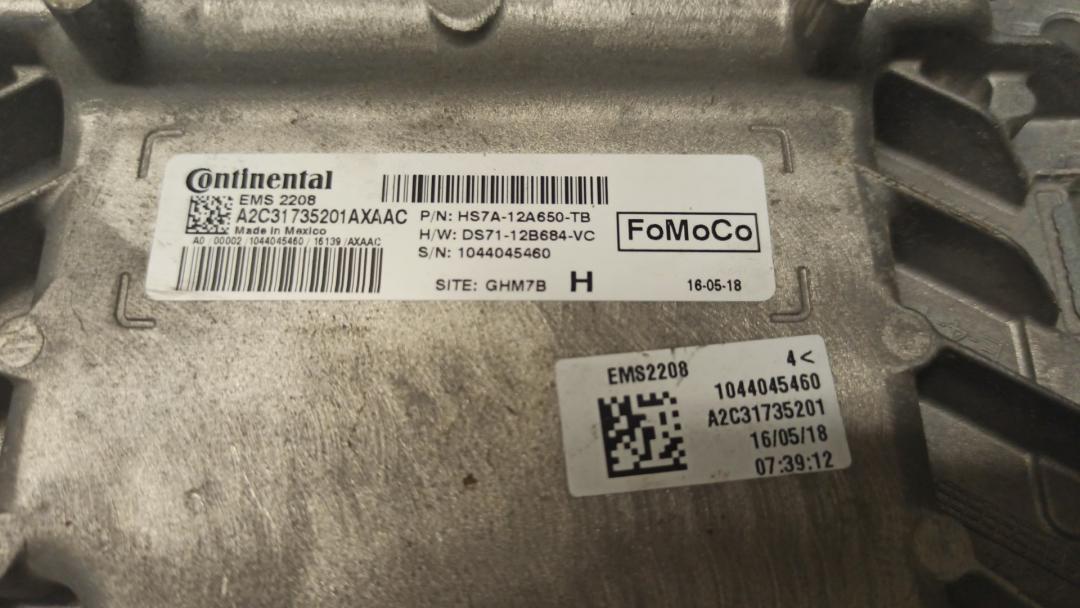 Continental
EMS 2208
A2C31735201AXAAC
Made in Mexico
A0 / 00002 / 1044045460 / 16139 / AXAAC
P/N: HS7A-12A650-TB
H/W: DS71-12B684-VC
S/N: 1044045460
SITE: GHM7B H
FoMoCo
16-05-18
EMS2208
4<
1044045460
A2C31735201
16/05/18
07:39:12